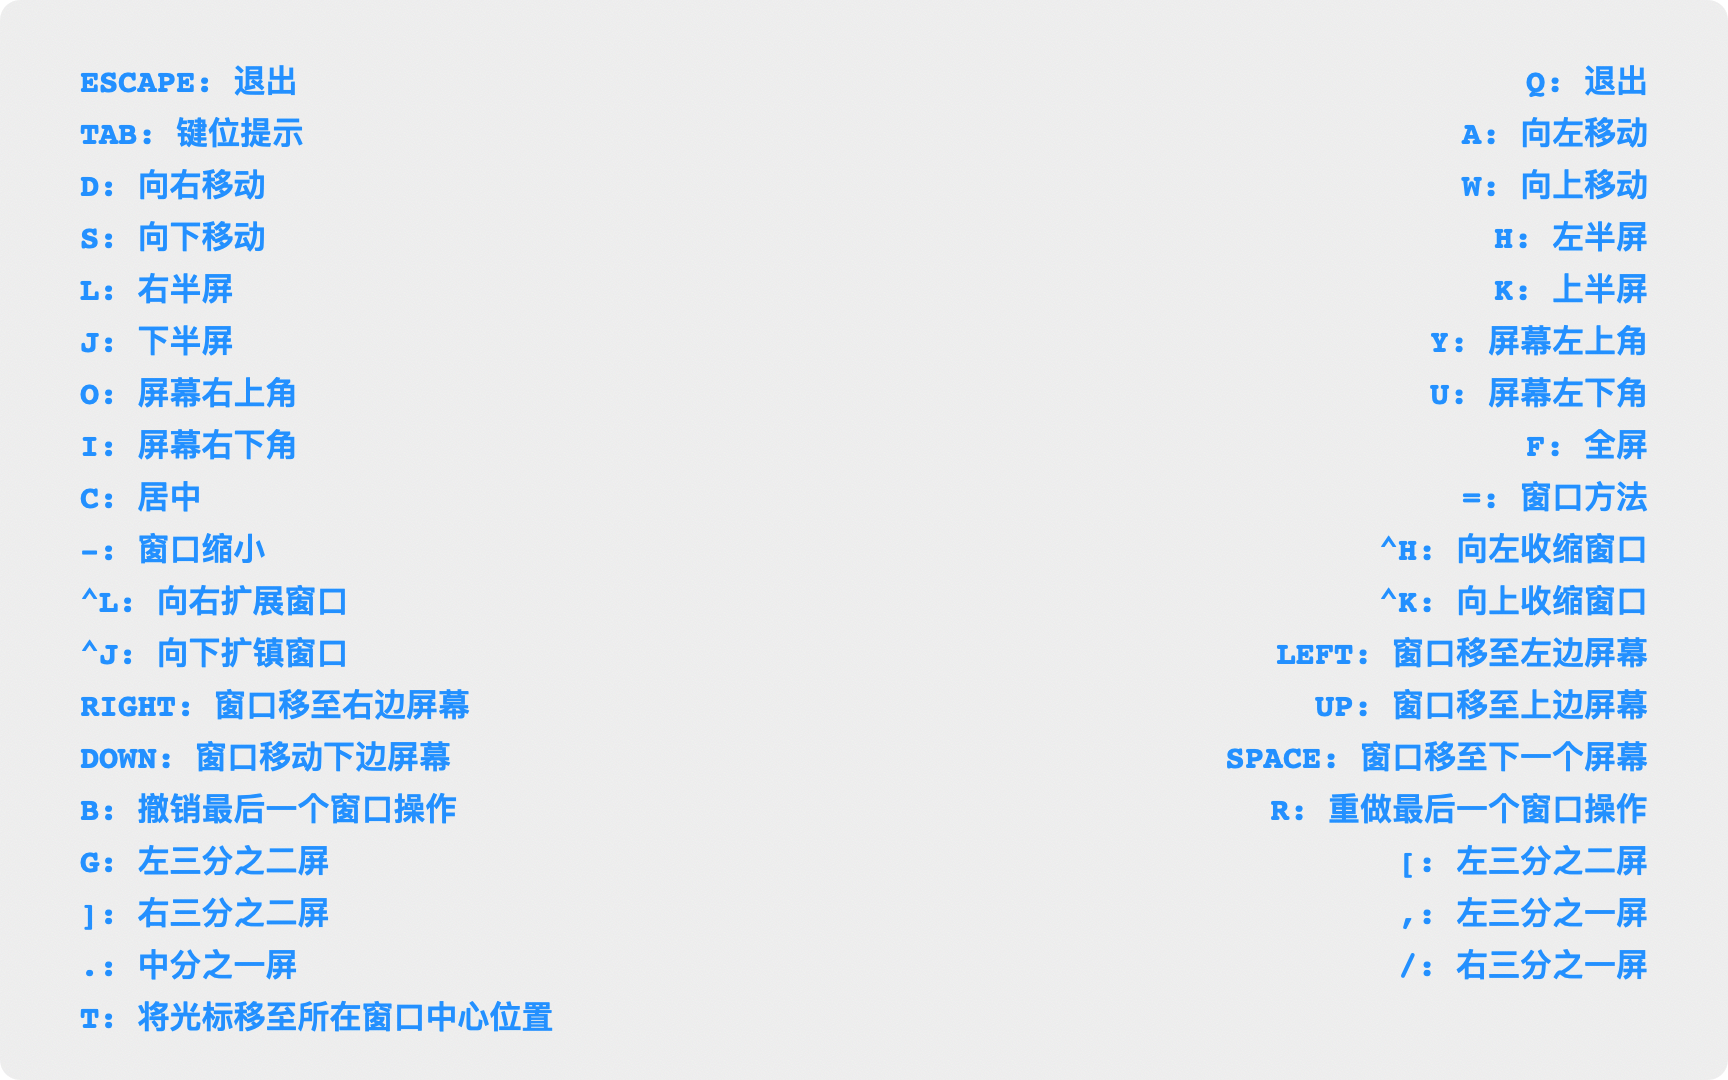 ESCAPE: 退出
Q: 退出
TAB: 键位提示
A: 向左移动
D: 向右移动
W: 向上移动
S: 向下移动
H: 左半屏
L: 右半屏
K: 上半屏
J: 下半屏
Y: 屏幕左上角
O: 屏幕右上角
U: 屏幕左下角
I: 屏幕右下角
F: 全屏
C: 居中
=: 窗口方法
-: 窗口缩小
^H: 向左收缩窗口
^L: 向右扩展窗口
^K: 向上收缩窗口
^J: 向下扩镇窗口
LEFT: 窗口移至左边屏幕
RIGHT: 窗口移至右边屏幕
UP: 窗口移至上边屏幕
DOWN: 窗口移动下边屏幕
SPACE: 窗口移至下一个屏幕
B: 撤销最后一个窗口操作
R: 重做最后一个窗口操作
G: 左三分之二屏
[: 左三分之二屏
]: 右三分之二屏
,: 左三分之一屏
.: 中分之一屏
/: 右三分之一屏
T: 将光标移至所在窗口中心位置